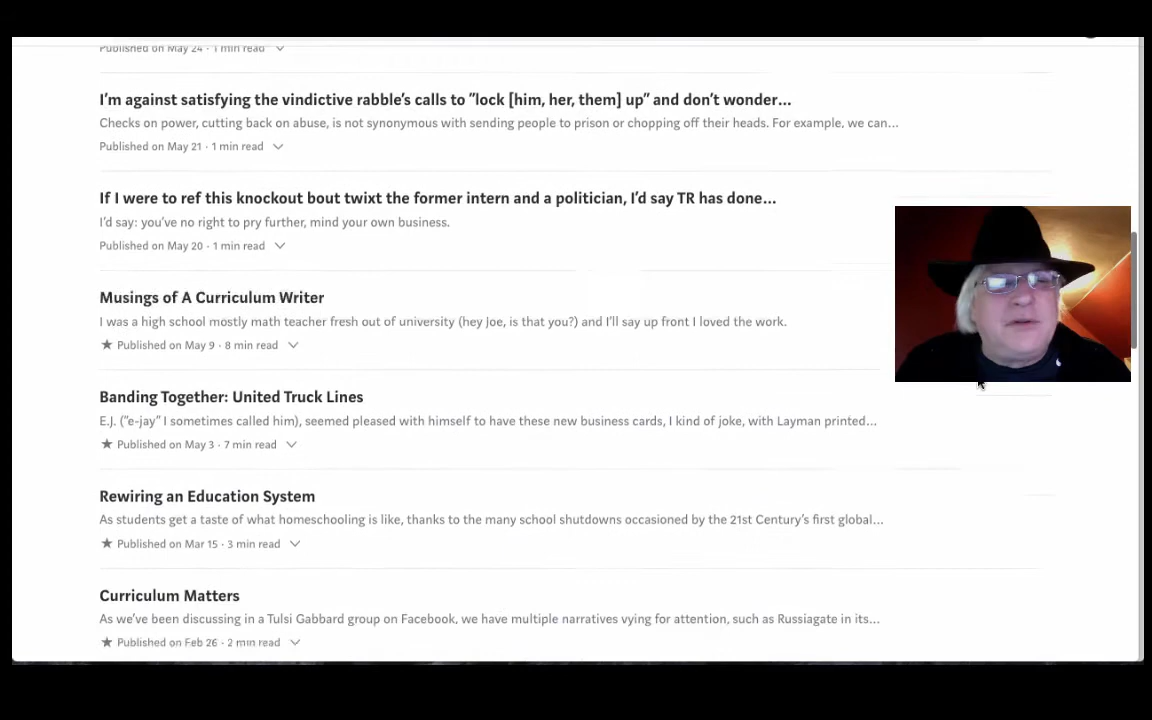 Published on May 24 · 1 min read
I'm against satisfying the vindictive rabble's calls to "lock [him, her, them] up" and don't wonder...
Checks on power, cutting back on abuse, is not synonymous with sending people to prison or chopping off their heads. For example, we can...
Published on May 21 · 1 min read
If I were to ref this knockout bout twixt the former intern and a politician, I'd say TR has done...
I'd say: you've no right to pry further, mind your own business.
Published on May 20 · 1 min read
Musings of A Curriculum Writer
I was a high school mostly math teacher fresh out of university (hey Joe, is that you?) and I'll say up front I loved the work.
★ Published on May 9 · 8 min read
Banding Together: United Truck Lines
E.J. ("e-jay" I sometimes called him), seemed pleased with himself to have these new business cards, I kind of joke, with Layman printed...
★ Published on May 3 · 7 min read
Rewiring an Education System
As students get a taste of what homeschooling is like, thanks to the many school shutdowns occasioned by the 21st Century's first global...
★ Published on Mar 15 · 3 min read
Curriculum Matters
As we've been discussing in a Tulsi Gabbard group on Facebook, we have multiple narratives vying for attention, such as Russiagate in its...
★ Published on Feb 26 · 2 min read